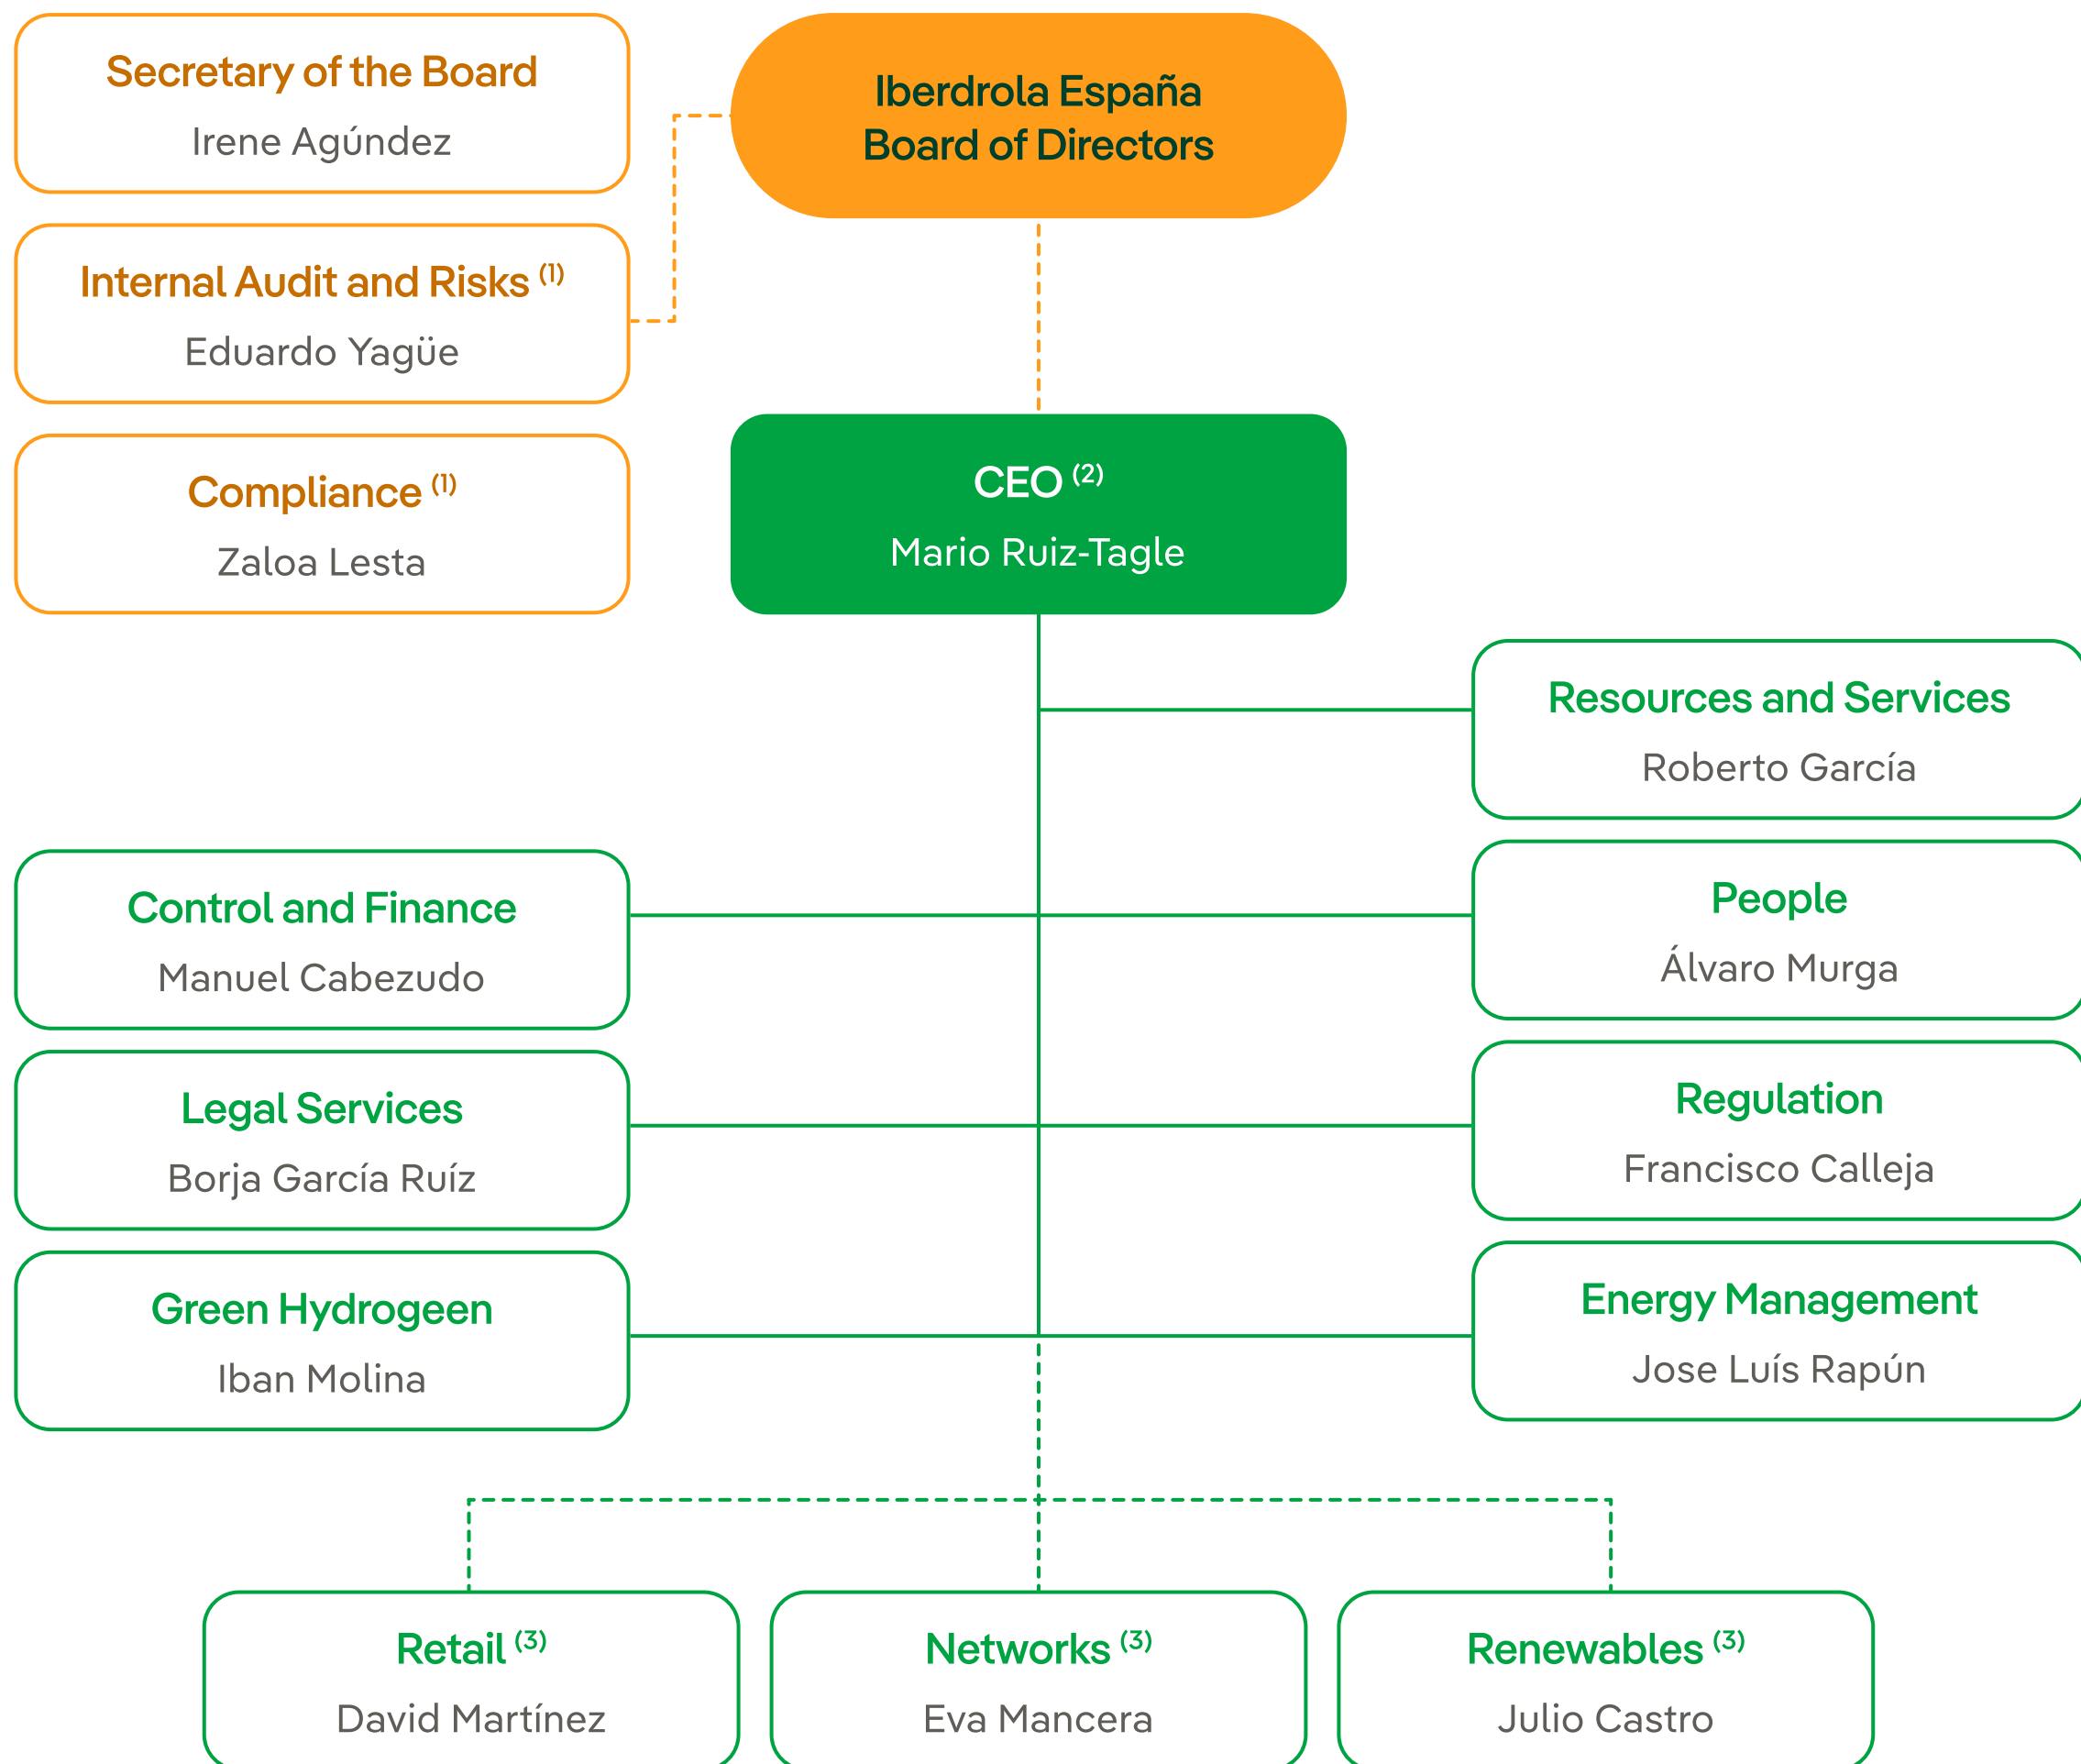 Secretary of the Board
Irene Agúndez
Iberdrola España
Board of Directors
Internal Audit and Risks (1)
Eduardo Yagüe
Compliance (1)
Zaloa Lesta
CEO (2)
Mario Ruiz-Tagle
Resources and Services
Roberto García
Control and Finance
Manuel Cabezudo
People
Álvaro Murga
Legal Services
Borja García Ruíz
Regulation
Francisco Calleja
Green Hydrogeen
Iban Molina
Energy Management
Jose Luís Rapún
Retail (3)
David Martínez
Networks (3)
Eva Mancera
Renewables (3)
Julio Castro